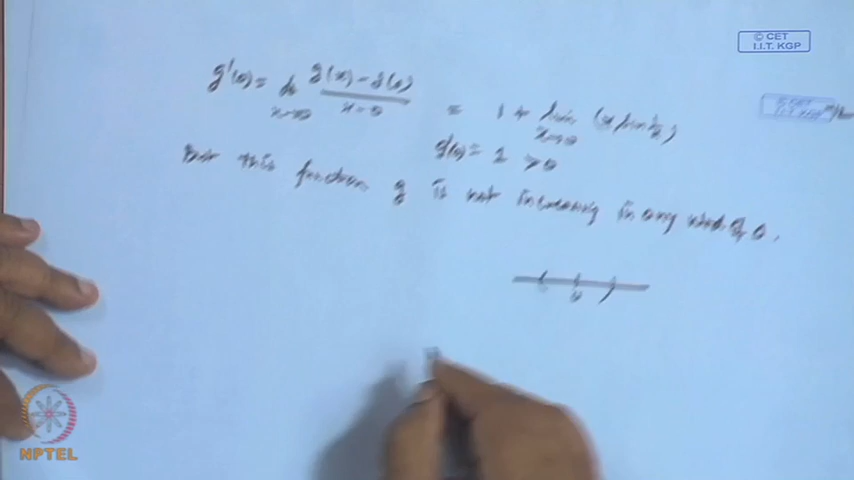 © CET
I.I.T. KGP
g'(0) = lim x→0 g(x) - g(0) / x - 0 = 1 + lim x→0 (x sin 1/x)
g'(0) = 1 > 0
But this function g is not increasing in any nbd of 0.
( 0 )
NPTEL